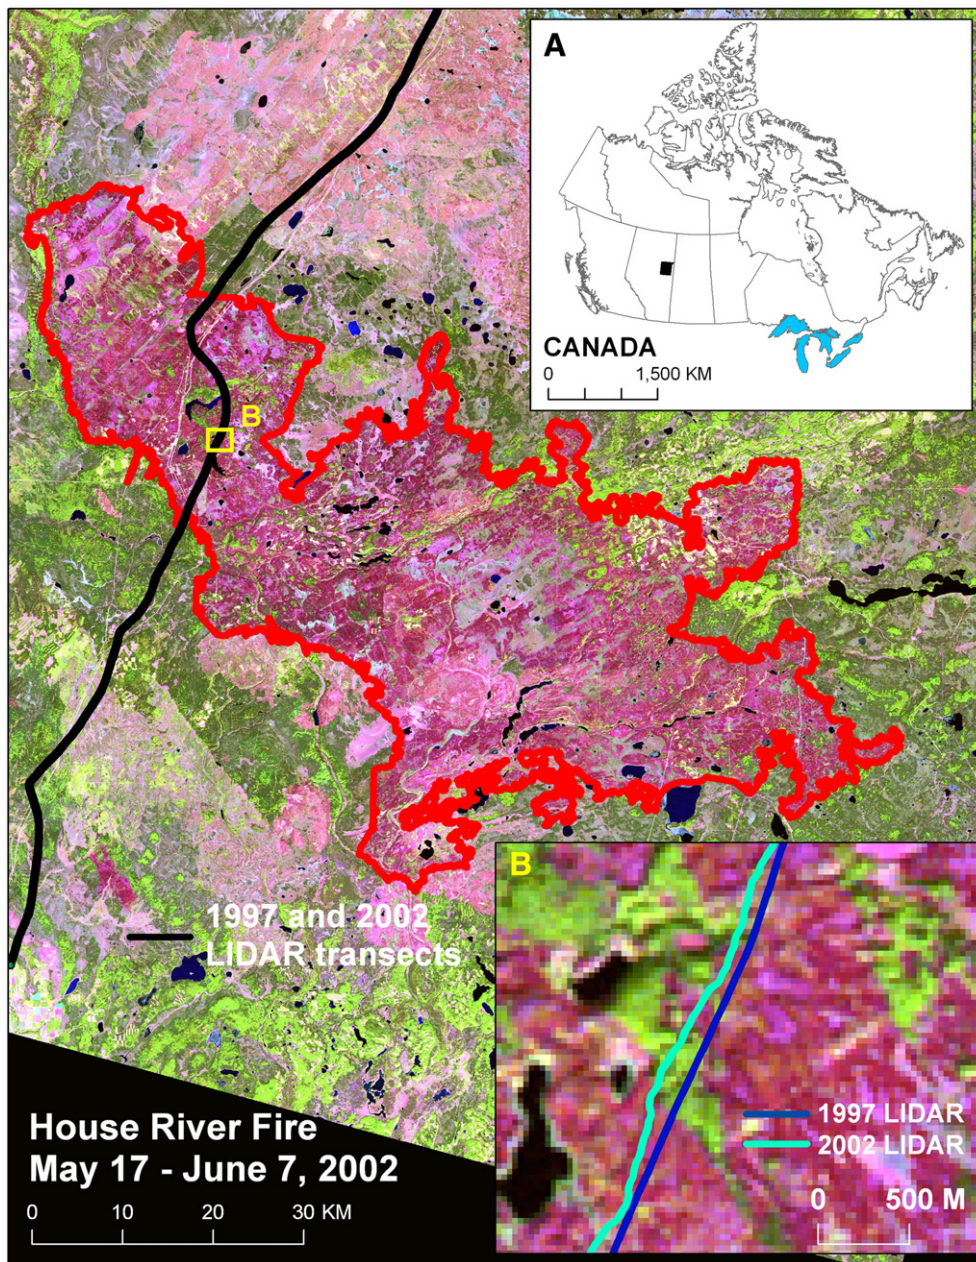 A
CANADA
0 1,500 KM
B
1997 and 2002
LIDAR transects
House River Fire
May 17 - June 7, 2002
0 10 20 30 KM
B
1997 LIDAR
2002 LIDAR
0 500 M